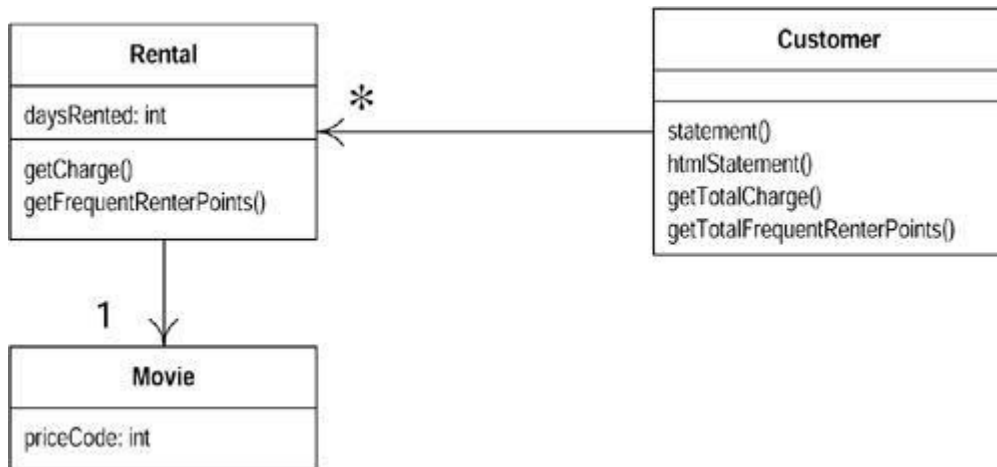 Rental
daysRented: int
getCharge()
getFrequentRenterPoints()
*
Customer
statement()
htmlStatement()
getTotalCharge()
getTotalFrequentRenterPoints()
1
Movie
priceCode: int